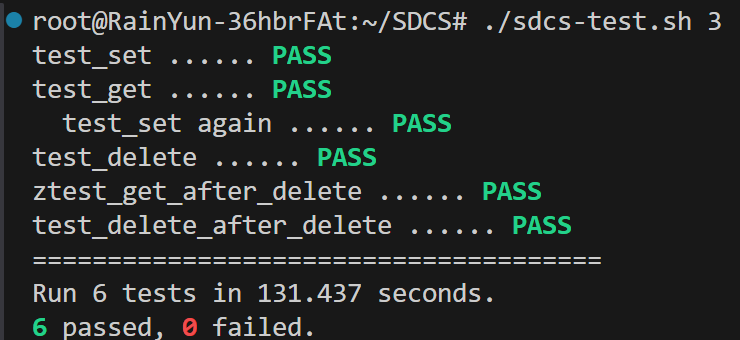 root@RainYun-36hbrFAt:~/SDCS# ./sdcs-test.sh 3
test_set ...... PASS
test_get ...... PASS
  test_set again ...... PASS
test_delete ...... PASS
ztest_get_after_delete ...... PASS
test_delete_after_delete ...... PASS
======================================
Run 6 tests in 131.437 seconds.
6 passed, 0 failed.